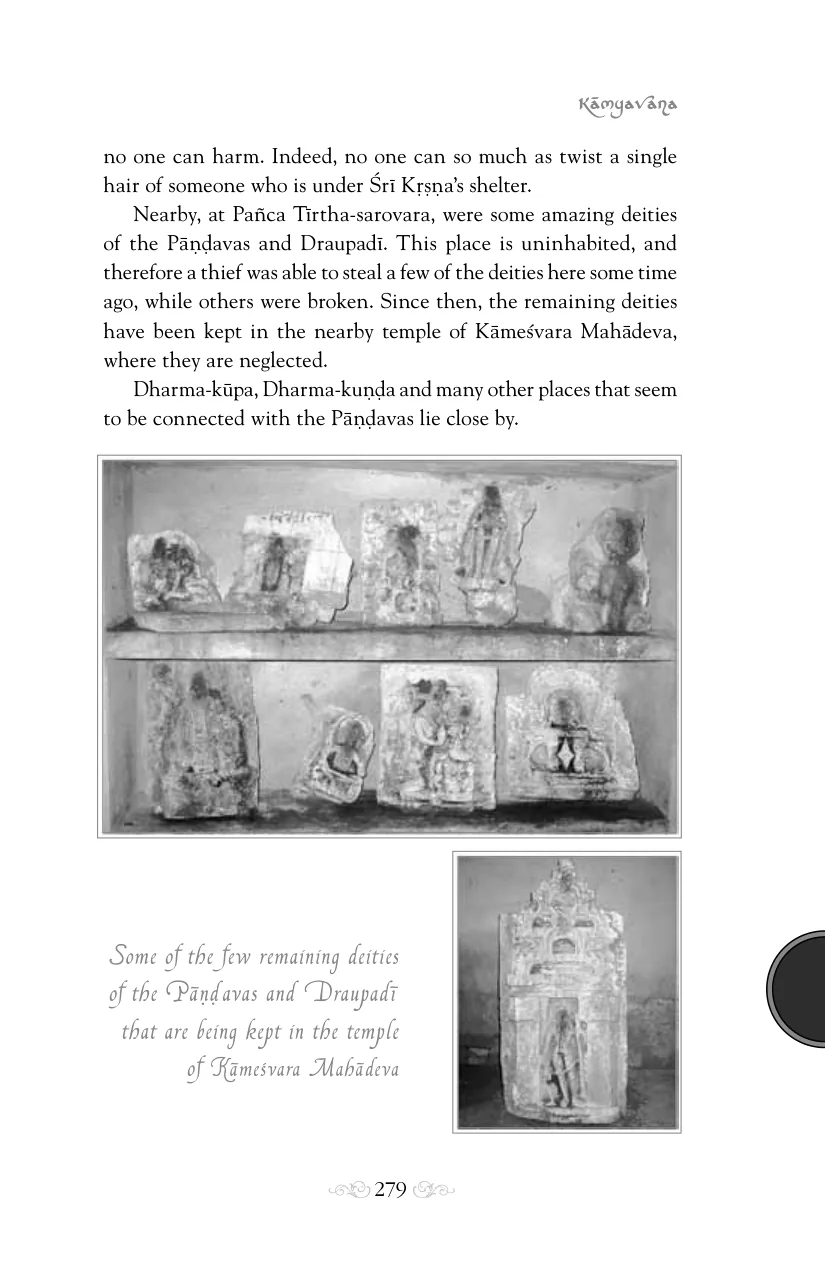 Kāmyavāṇa
no one can harm. Indeed, no one can so much as twist a single
hair of someone who is under Śrī Kṛṣṇa’s shelter.
Nearby, at Pañca Tīrtha-sarovara, were some amazing deities
of the Pāṇḍavas and Draupadī. This place is uninhabited, and
therefore a thief was able to steal a few of the deities here some time
ago, while others were broken. Since then, the remaining deities
have been kept in the nearby temple of Kāmeśvara Mahādeva,
where they are neglected.
Dharma-kūpa, Dharma-kuṇḍa and many other places that seem
to be connected with the Pāṇḍavas lie close by.
Some of the few remaining deities
of the Pāṇḍavas and Draupadī
that are being kept in the temple
of Kāmeśvara Mahādeva
279